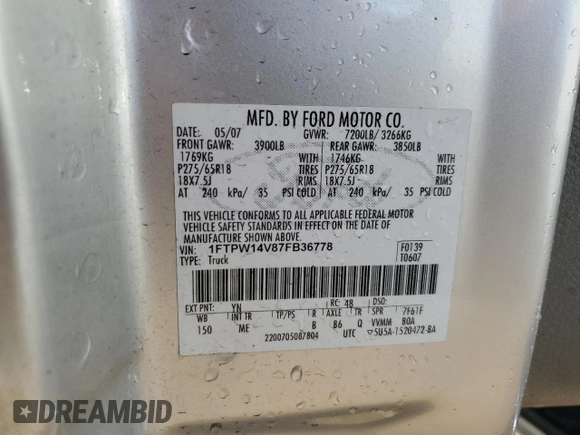 MFD. BY FORD MOTOR CO.
DATE: 05/07 GVWR: 7200LB/ 3266KG
FRONT GAWR: 3900LB REAR GAWR: 3850LB
1769KG WITH 1746KG WITH
P275/65R18 TIRES P275/65R18 TIRES
18X7.5J RIMS 18X7.5J RIMS
AT 240 kPa/ 35 PSI COLD AT 240 kPa/ 35 PSI COLD
THIS VEHICLE CONFORMS TO ALL APPLICABLE FEDERAL MOTOR
VEHICLE SAFETY STANDARDS IN EFFECT ON THE DATE OF
MANUFACTURE SHOWN ABOVE.
VIN: 1FTPW14V87FB36778 F0139
TYPE: Truck T0607
EXT PNT: YN RC: 48 DSO:
WB INT TR TP/PS R AXLE TR SPR 7F61F
150 ME B B6 Q VVMM BOA
2200705087804 UTC ▽5U5A-1520472-BA
DREAMBID